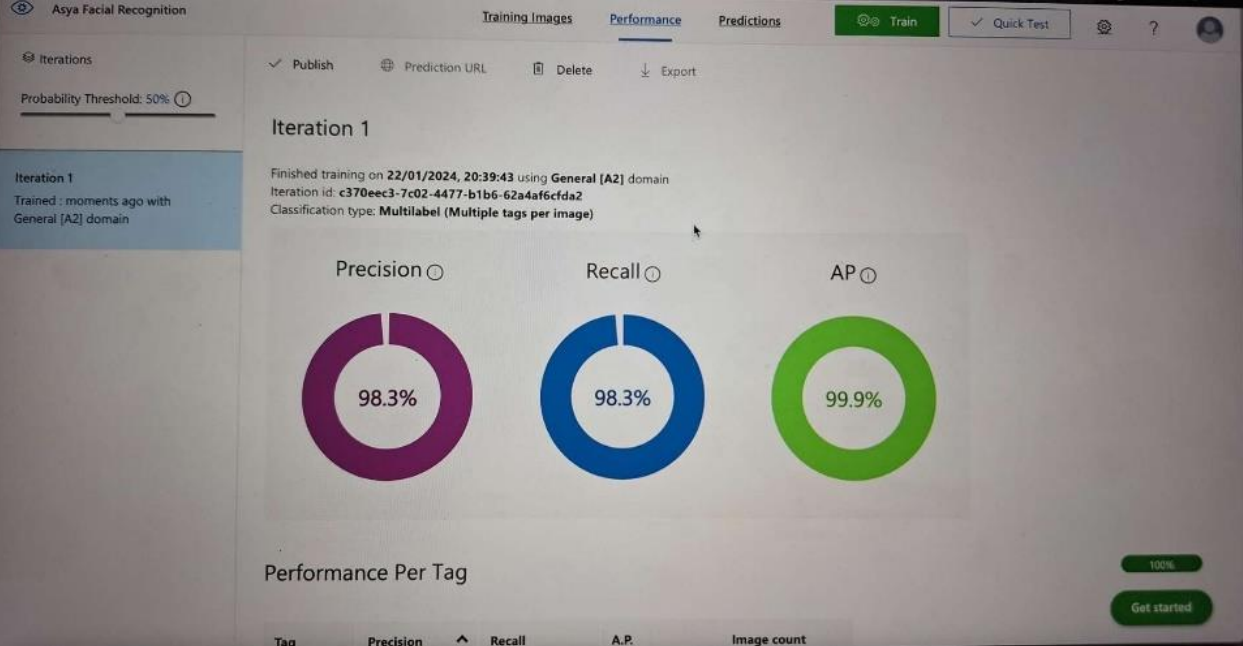 Asya Facial Recognition
Training Images
Performance
Predictions
Train
Quick Test
?
Iterations
Probability Threshold: 50%
Iteration 1
Trained : moments ago with
General [A2] domain
Publish
Prediction URL
Delete
Export
Iteration 1
Finished training on 22/01/2024, 20:39:43 using General [A2] domain
Iteration id: c370eec3-7c02-4477-b1b6-62a4af6cfda2
Classification type: Multilabel (Multiple tags per image)
Precision
Recall
AP
98.3%
98.3%
99.9%
Performance Per Tag
100%
Get started
Tag Precision Recall A.P. Image count